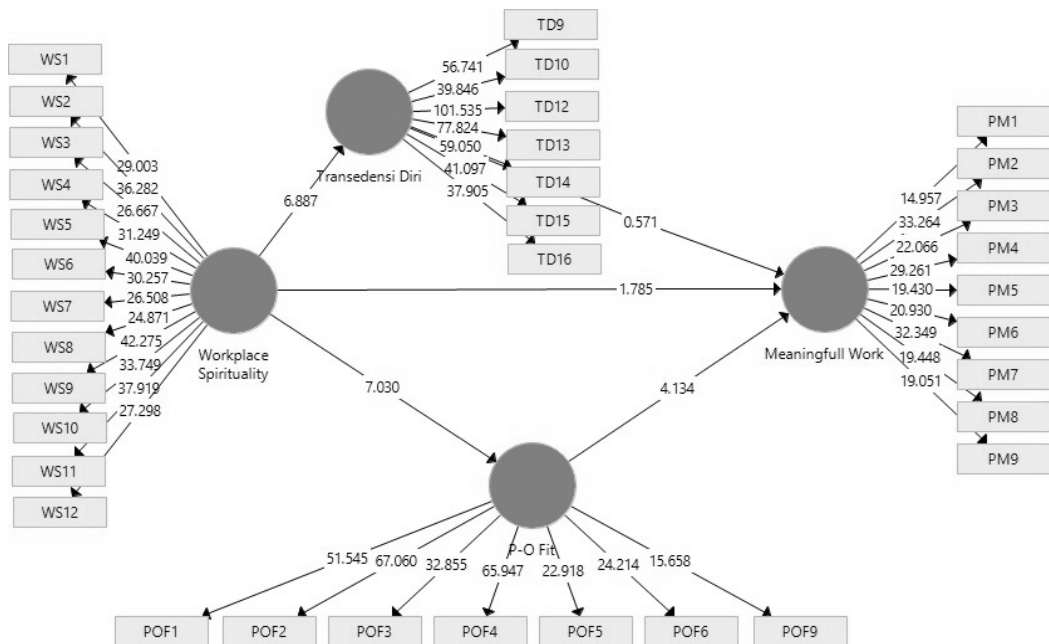 WS1
WS2
WS3
WS4
WS5
WS6
WS7
WS8
WS9
WS10
WS11
WS12
29.003
36.282
26.667
31.249
40.039
30.257
26.508
24.871
42.275
33.749
37.919
27.298
Workplace
Spirituality
6.887
1.785
7.030
Transedensi Diri
56.741
39.846
101.535
77.824
59.050
41.097
37.905
TD9
TD10
TD12
TD13
TD14
TD15
TD16
0.571
4.134
Meaningfull Work
14.957
33.264
22.066
29.261
19.430
20.930
32.349
19.448
19.051
PM1
PM2
PM3
PM4
PM5
PM6
PM7
PM8
PM9
P-O Fit
51.545
67.060
32.855
65.947
22.918
24.214
15.658
POF1
POF2
POF3
POF4
POF5
POF6
POF9